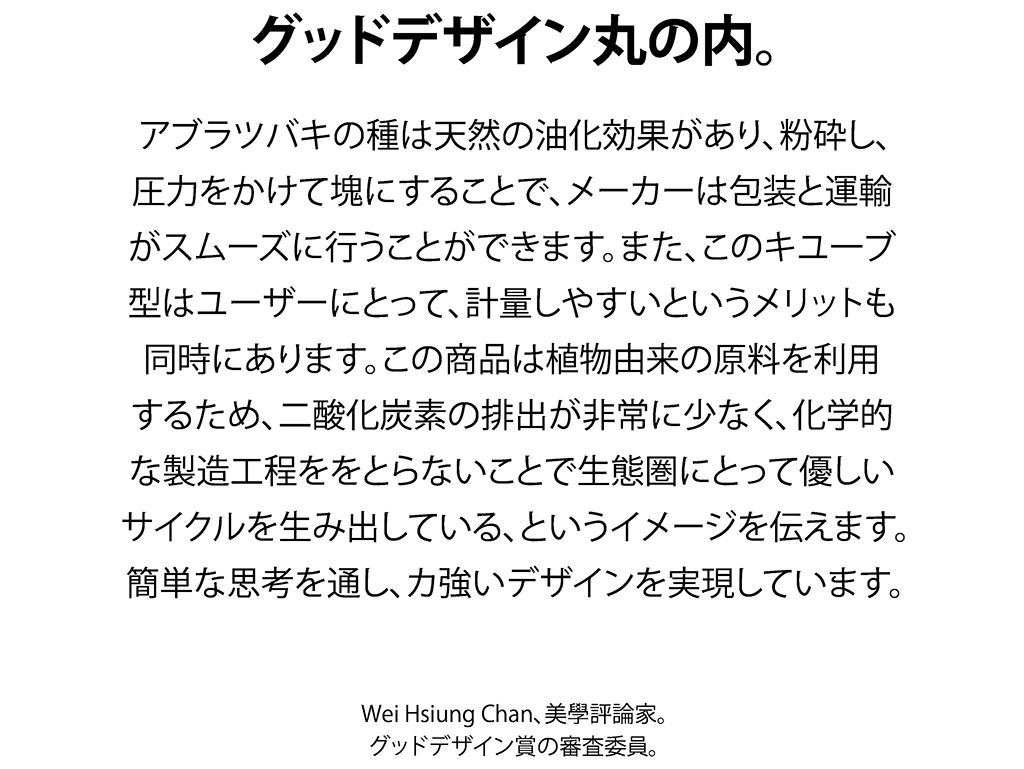 グッドデザイン丸の内。
アブラツバキの種は天然の油化効果があり、粉砕し、
圧力をかけて塊にすることで、メーカーは包装と運輸
がスムーズに行うことができます。また、このキユーブ
型はユーザーにとって、計量しやすいというメリットも
同時にあります。この商品は植物由来の原料を利用
するため、二酸化炭素の排出が非常に少なく、化学的
な製造工程ををとらないことで生態圏にとって優しい
サイクルを生み出している、というイメージを伝えます。
簡単な思考を通し、力強いデザインを実現しています。
Wei Hsiung Chan、美學評論家。
グッドデザイン賞の審査委員。